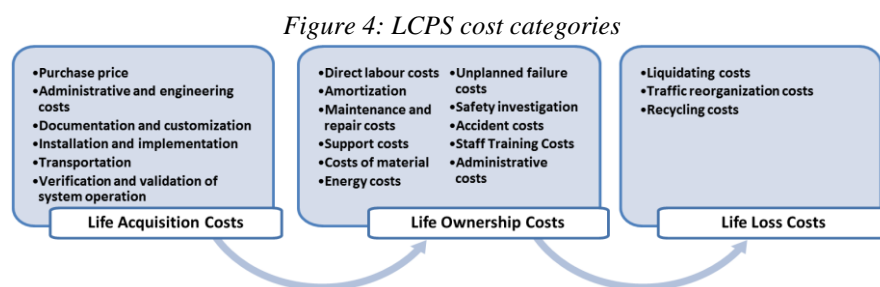 Figure 4: LCPS cost categories
•Purchase price
•Administrative and engineering
costs
•Documentation and customization
•Installation and implementation
•Transportation
•Verification and validation of
system operation
Life Acquisition Costs
•Direct labour costs
•Amortization
•Maintenance and
repair costs
•Support costs
•Costs of material
•Energy costs
•Unplanned failure
costs
•Safety investigation
•Accident costs
•Staff Training Costs
•Administrative
costs
Life Ownership Costs
•Liquidating costs
•Traffic reorganization costs
•Recycling costs
Life Loss Costs